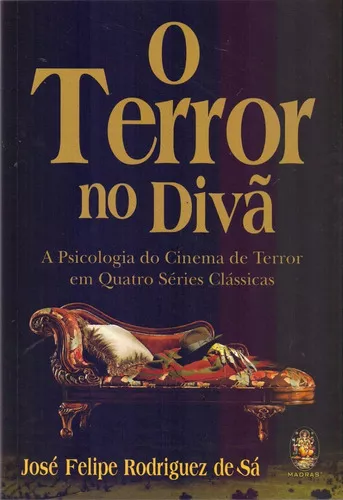 O
Terror
no Divã
A Psicologia do Cinema de Terror
em Quatro Séries Clássicas
José Felipe Rodriguez de Sá
MADRAS